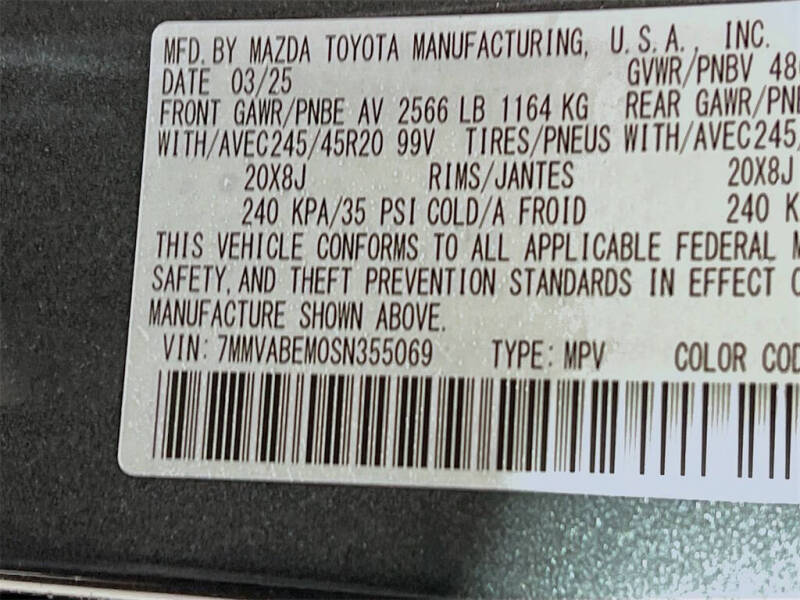 MFD. BY MAZDA TOYOTA MANUFACTURING, U.S.A., INC.
DATE 03/25 GVWR/PNBV
FRONT GAWR/PNBE AV 2566 LB 1164 KG REAR
WITH/AVEC245/45R20 99V TIRES/PNEUS WITH/AVEC245/
20X8J RIMS/JANTES 20X8J
240 KPA/35 PSI COLD/A FROID 240
THIS VEHICLE CONFORMS TO ALL APPLICABLE FEDERAL
SAFETY, AND THEFT PREVENTION STANDARDS IN EFFECT
MANUFACTURE SHOWN ABOVE.
VIN: 7MMVABEM0SN355069 TYPE: MPV COLOR